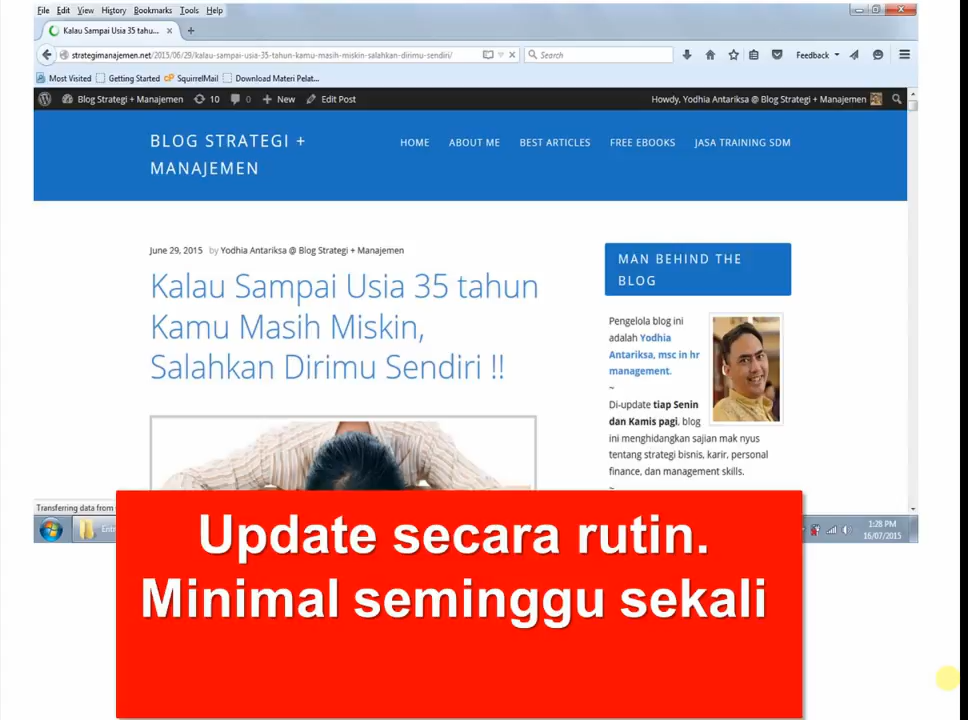 File Edit View History Bookmarks Tools Help
Kalau Sampai Usia 35 tahu...
strategimanajemen.net/2015/06/29/kalau-sampai-usia-35-tahun-kamu-masih-miskin-salahkan-dirimu-sendiri/
Search
Feedback
Most Visited Getting Started SquirrelMail Download Materi Pelat...
Blog Strategi + Manajemen 10 0 New Edit Post
Howdy, Yodhia Antariksa @ Blog Strategi + Manajemen
BLOG STRATEGI +
MANAJEMEN
HOME ABOUT ME BEST ARTICLES FREE EBOOKS JASA TRAINING SDM
June 29, 2015 by Yodhia Antariksa @ Blog Strategi + Manajemen
Kalau Sampai Usia 35 tahun
Kamu Masih Miskin,
Salahkan Dirimu Sendiri !!
MAN BEHIND THE
BLOG
Pengelola blog ini
adalah Yodhia
Antariksa, msc in hr
management.
~
Di-update tiap Senin
dan Kamis pagi, blog
ini menghidangkan sajian mak nyus
tentang strategi bisnis, karir, personal
finance, dan management skills.
~
Transferring data from
1:28 PM
16/07/2015
Update secara rutin.
Minimal seminggu sekali